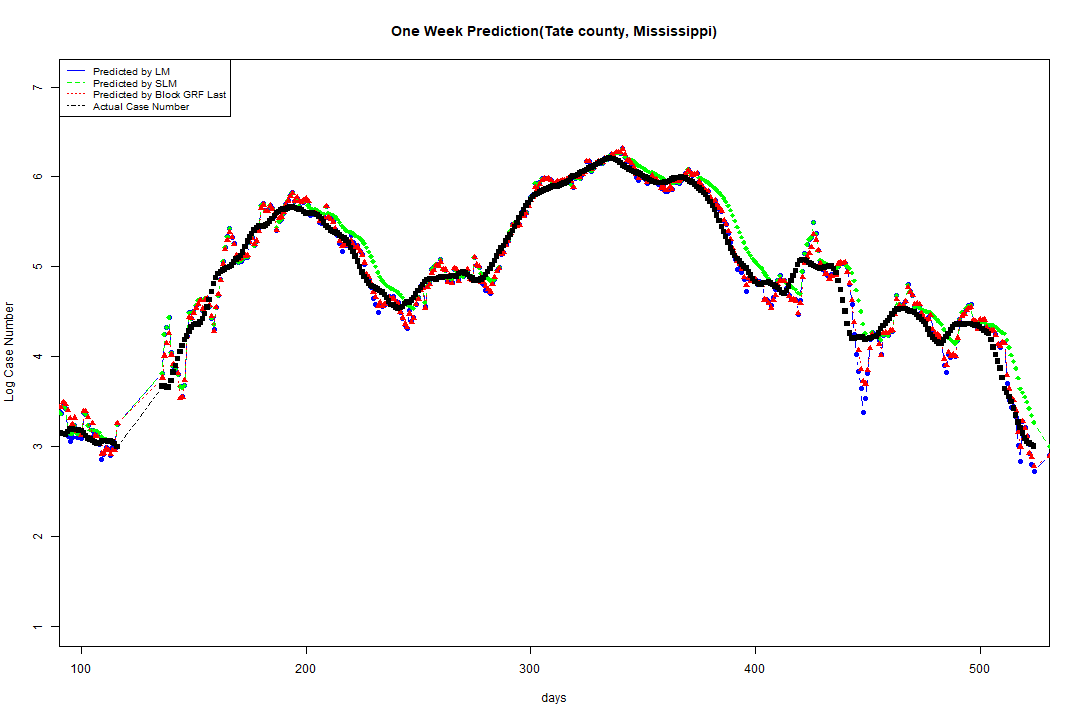 One Week Prediction(Tate county, Mississippi)
Predicted by LM
Predicted by SLM
Predicted by Block GRF Last
Actual Case Number
7
6
5
4
3
2
1
Log Case Number
100 200 300 400 500
days